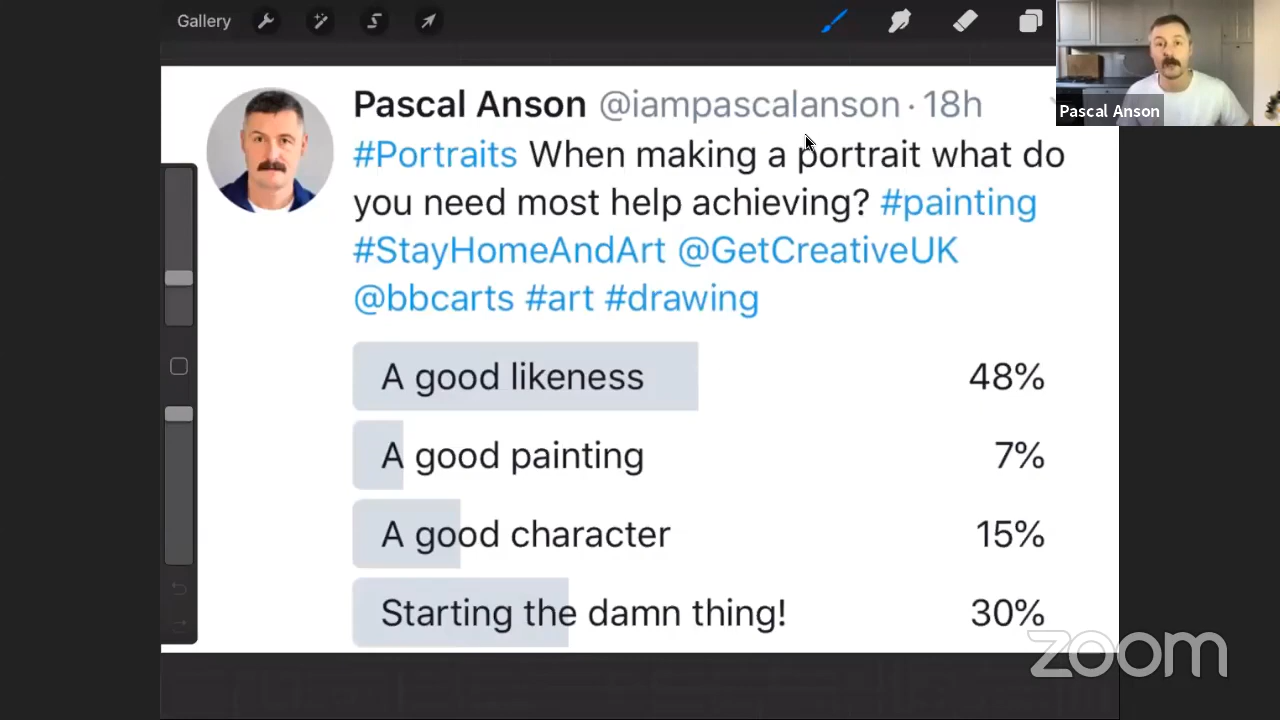 Gallery
Pascal Anson @iampascalanson · 18h
#Portraits When making a portrait what do
you need most help achieving? #painting
#StayHomeAndArt @GetCreativeUK
@bbcarts #art #drawing
A good likeness 48%
A good painting 7%
A good character 15%
Starting the damn thing! 30%
Pascal Anson
zoom